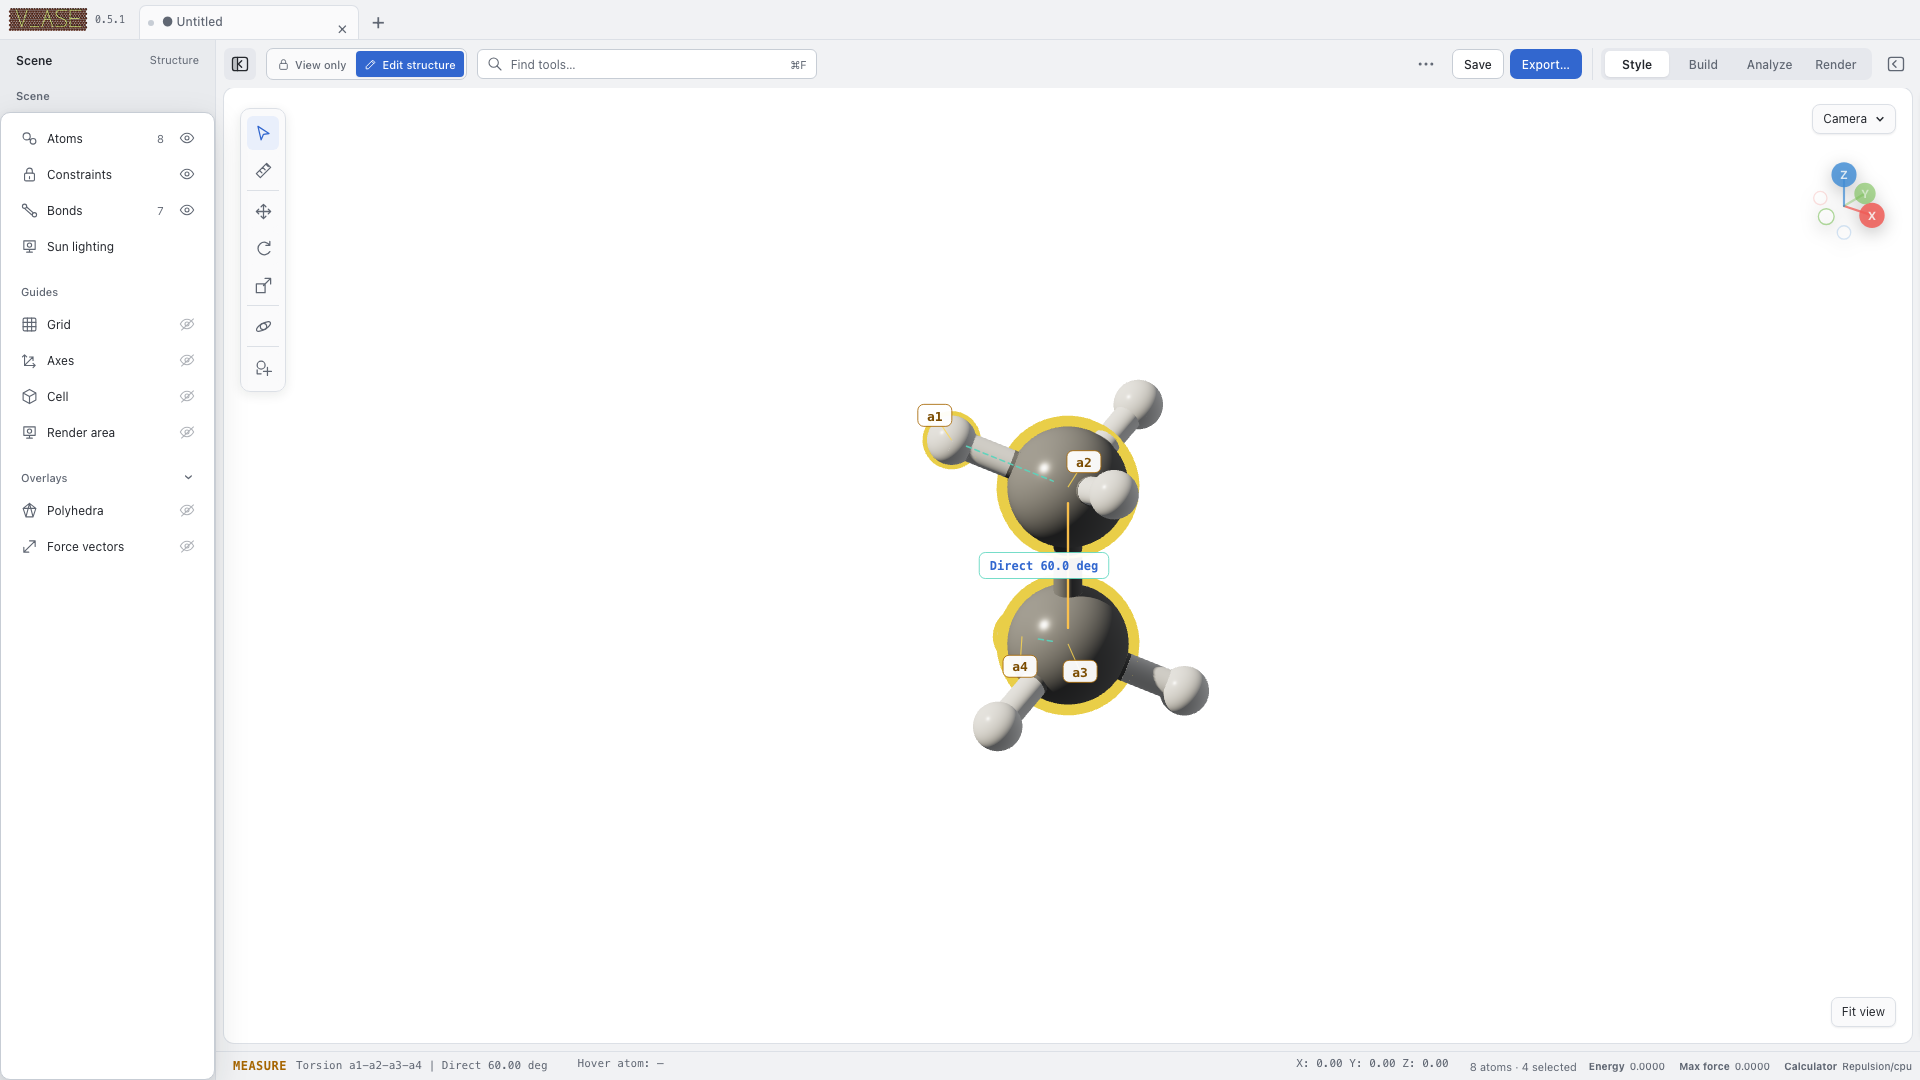 V_ASE 0.5.1
Untitled
Scene Structure
View only Edit structure Find tools... ⌘F
Save Export... Style Build Analyze Render
Scene
Atoms 8
Constraints
Bonds 7
Sun lighting
Guides
Grid
Axes
Cell
Render area
Overlays
Polyhedra
Force vectors
Camera
Z
Y
X
a1
a2
Direct 60.0 deg
a4
a3
Fit view
MEASURE Torsion a1–a2–a3–a4 | Direct 60.00 deg Hover atom: — X: 0.00 Y: 0.00 Z: 0.00 8 atoms · 4 selected Energy 0.0000 Max force 0.0000 Calculator Repulsion/cpu